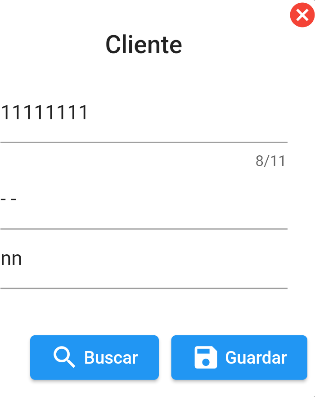 Cliente
11111111
8/11
- -
nn
Buscar
Guardar